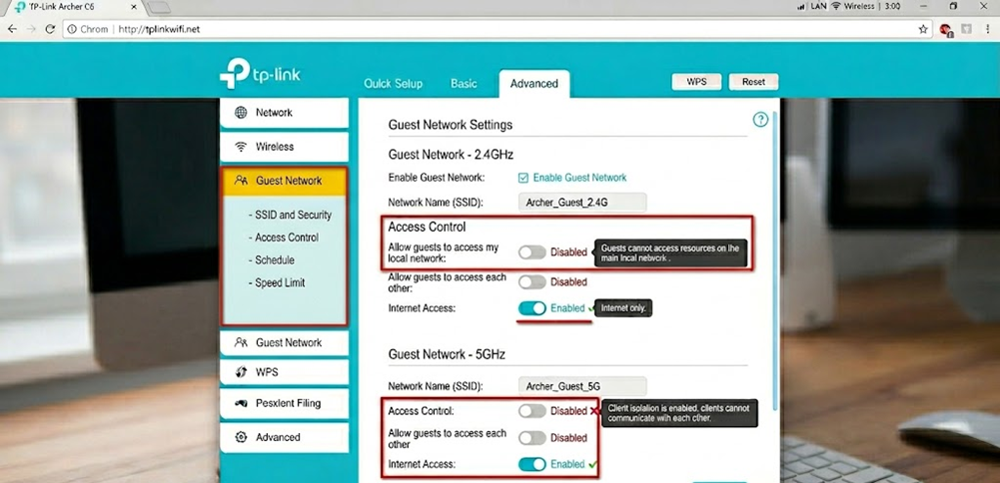 TP-Link Archer C6
LAN Wireless | 3:00
Chrom | http://tplinkwifi.net
tp-link
Quick Setup
Basic
Advanced
WPS
Reset
Network
Wireless
Guest Network
- SSID and Security
- Access Control
- Schedule
- Speed Limit
Guest Network
WPS
Pesxlent Filing
Advanced
Guest Network Settings
?
Guest Network - 2.4GHz
Enable Guest Network: Enable Guest Network
Network Name (SSID): Archer_Guest_2.4G
Access Control
Allow guests to access my
local network:
Disabled
Guests cannot access resources on the
main lncal network .
Allow guests to access each
other:
Disabled
Internet Access: Enabled
Internet only.
Guest Network - 5GHz
Network Name (SSID): Archer_Guest_5G
Access Control: Disabled
Clierit isolalion is enabled, clients cannot
communicate with each cther.
Allow guests to access each
other
Disabled
Internet Access: Enabled